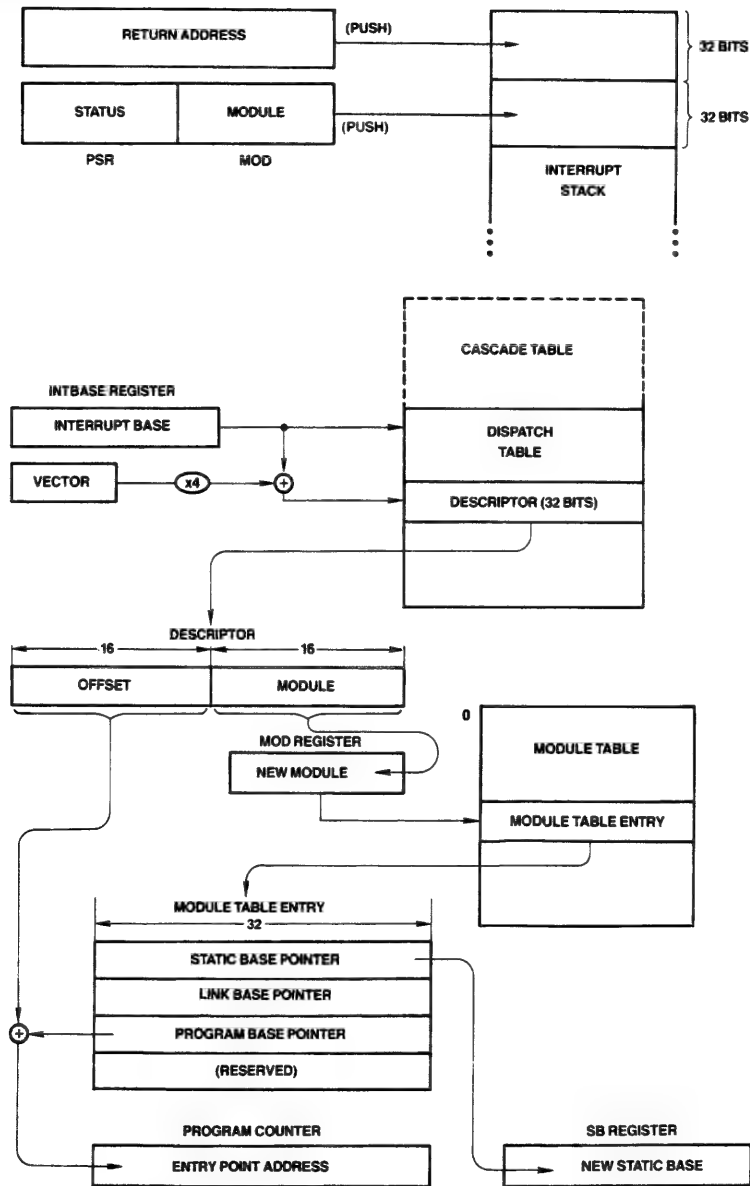 RETURN ADDRESS
(PUSH)
32 BITS
STATUS
MODULE
(PUSH)
32 BITS
PSR
MOD
INTERRUPT
STACK
CASCADE TABLE
INTBASE REGISTER
INTERRUPT BASE
DISPATCH
TABLE
VECTOR
x4
+
DESCRIPTOR (32 BITS)
DESCRIPTOR
16
16
OFFSET
MODULE
0
MOD REGISTER
MODULE TABLE
NEW MODULE
MODULE TABLE ENTRY
MODULE TABLE ENTRY
32
STATIC BASE POINTER
LINK BASE POINTER
+
PROGRAM BASE POINTER
(RESERVED)
PROGRAM COUNTER
SB REGISTER
ENTRY POINT ADDRESS
NEW STATIC BASE